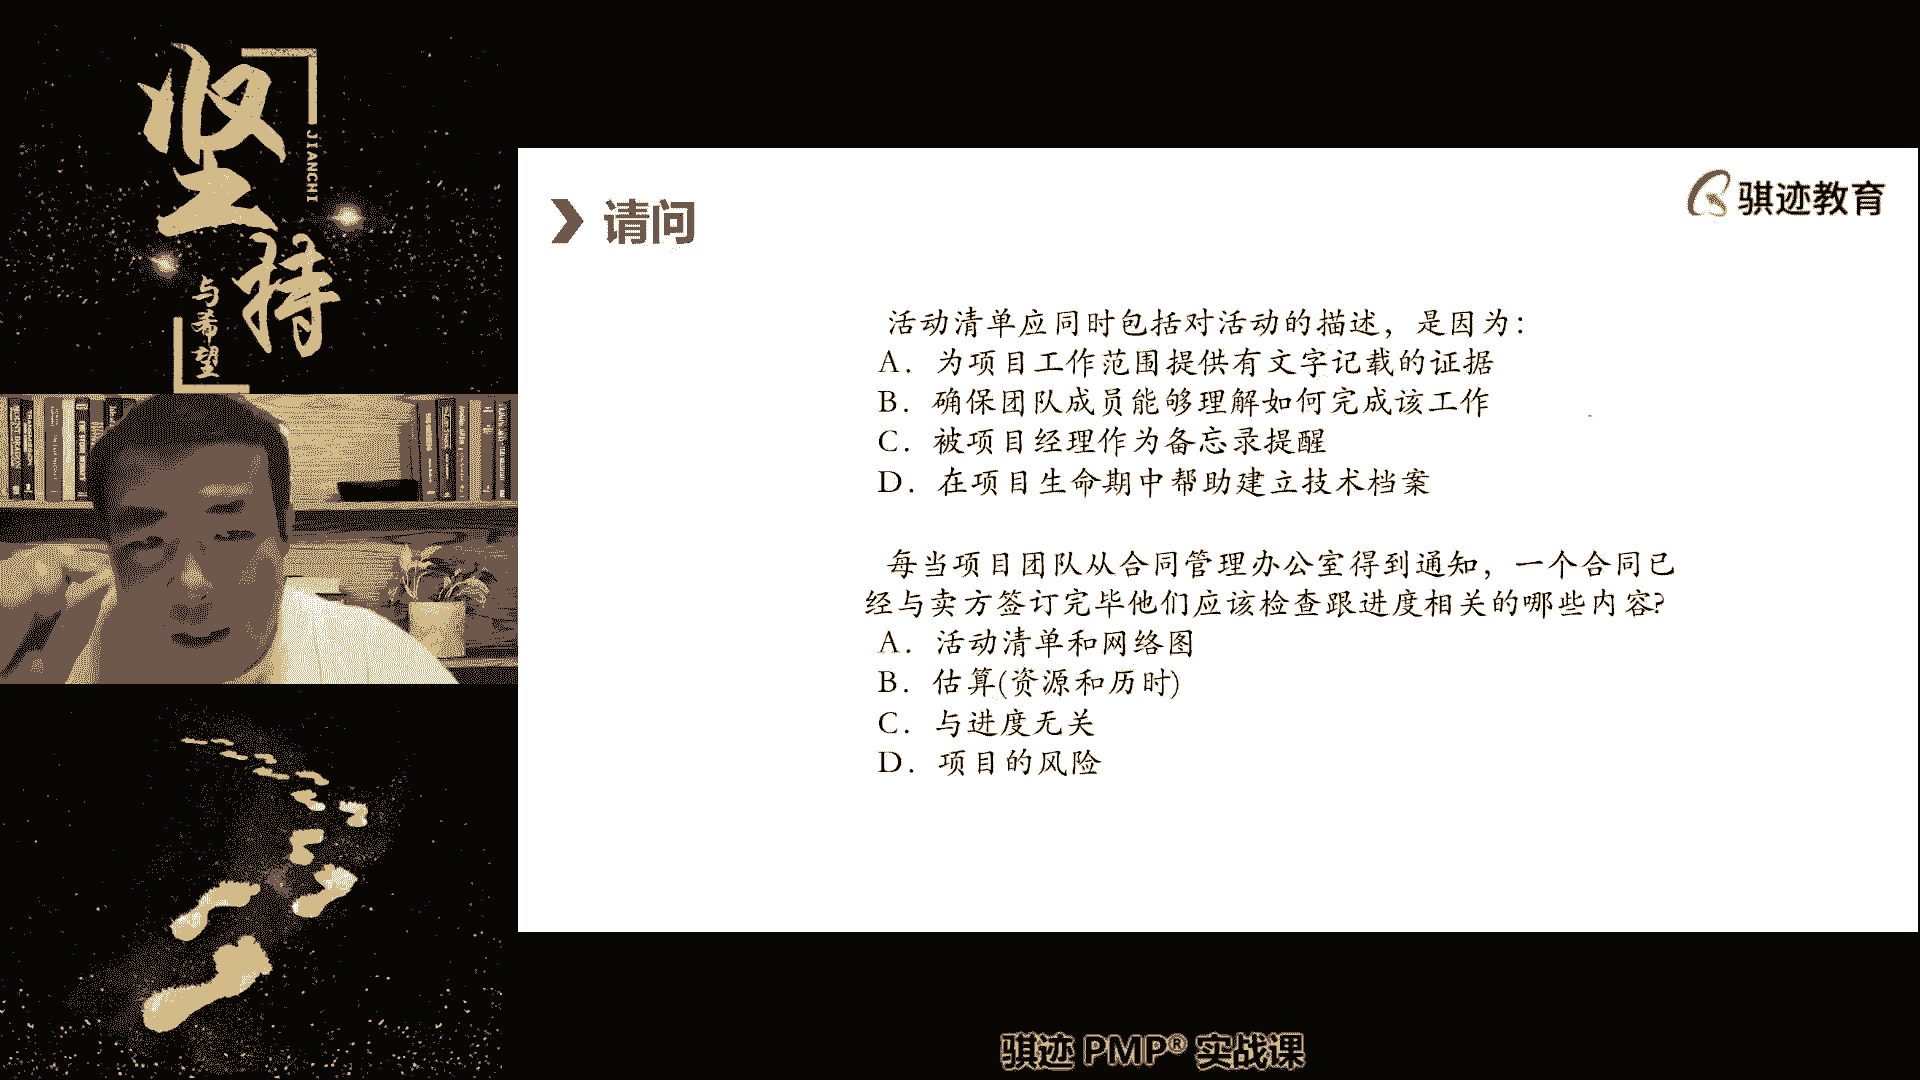 坚持
JIANCHI
与希望
请问
骐迹教育
活动清单应同时包括对活动的描述，是因为：
A. 为项目工作范围提供有文字记载的证据
B. 确保团队成员能够理解如何完成该工作
C. 被项目经理作为备忘录提醒
D. 在项目生命期中帮助建立技术档案
每当项目团队从合同管理办公室得到通知，一个合同已
经与卖方签订完毕他们应该检查跟进度相关的哪些内容?
A. 活动清单和网络图
B. 估算(资源和历时)
C. 与进度无关
D. 项目的风险
骐迹 PMP® 实战课